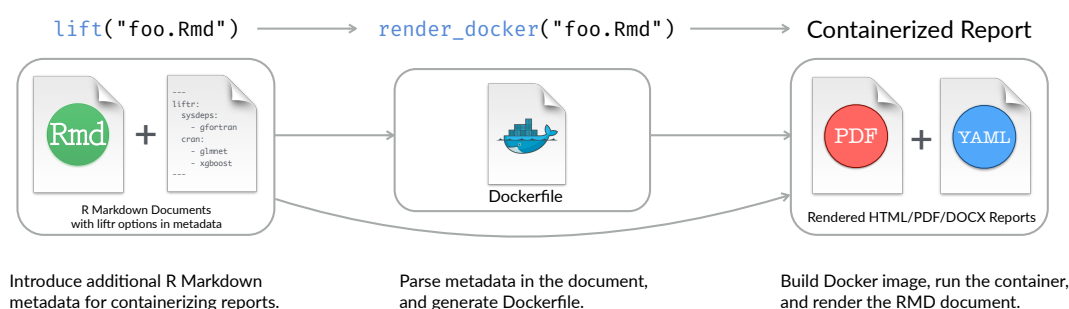 lift("foo.Rmd")
render_docker("foo.Rmd")
Containerized Report
Rmd
+
---
liftr:
sysdeps:
- gfortran
cran:
- glmnet
- xgboost
---
R Markdown Documents
with liftr options in metadata
Dockerfile
PDF
+
YAML
Rendered HTML/PDF/DOCX Reports
Introduce additional R Markdown
metadata for containerizing reports.
Parse metadata in the document,
and generate Dockerfile.
Build Docker image, run the container,
and render the RMD document.